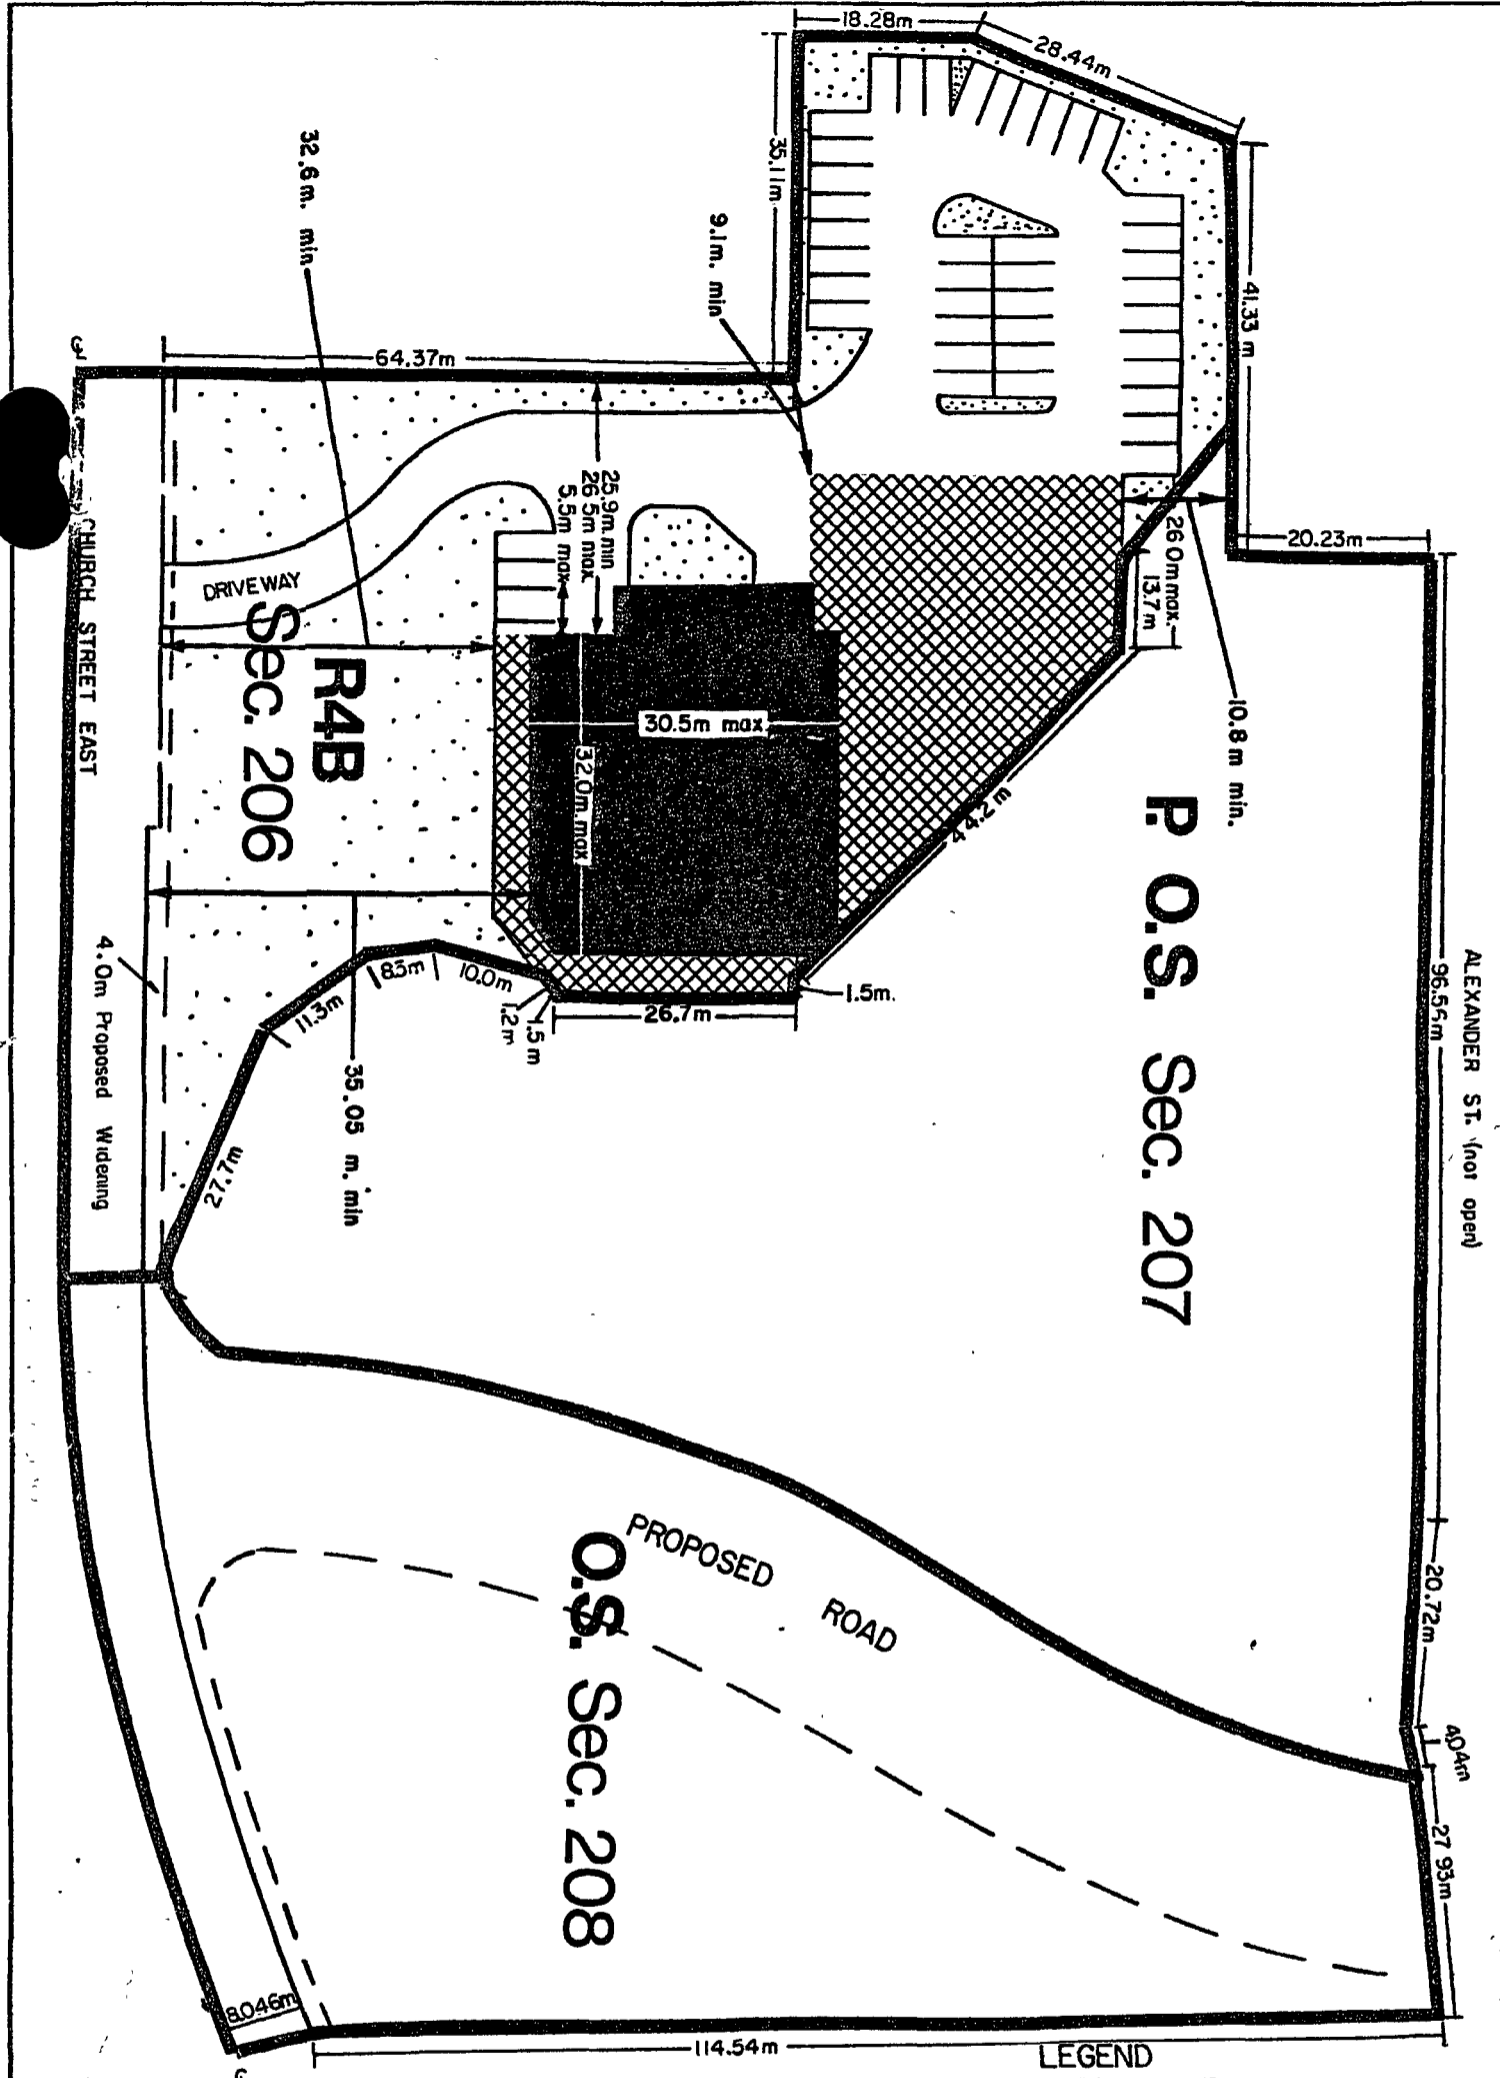 18.28m
28.44m
35.11m
41.33 m
32.6m. min
9.1m. min
64.37m
20.23m
25.9m.min
26.5m max.
5.5m max
26 0m max.
13.7 m
10.8 m min.
DRIVEWAY
R4B
Sec. 206
30.5m max
32.0m. max
44.2 m
CHURCH STREET EAST
P. O.S. Sec. 207
ALEXANDER ST. (not open)
96.56m
4.0m Proposed Widening
8.3m
10.0m
11.3m
1.2m
1.5 m
26.7m
1.5m.
35.05 m. min
27.7m
PROPOSED ROAD
O.S. Sec. 208
20.72m
4.04m
27 93m
8.046m
114.54m
LEGEND